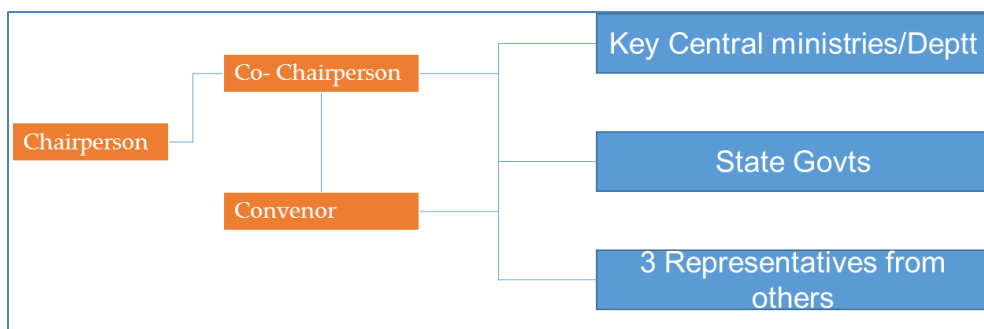 Key Central ministries/Deptt
Co- Chairperson
Chairperson
State Govts
Convenor
3 Representatives from
others